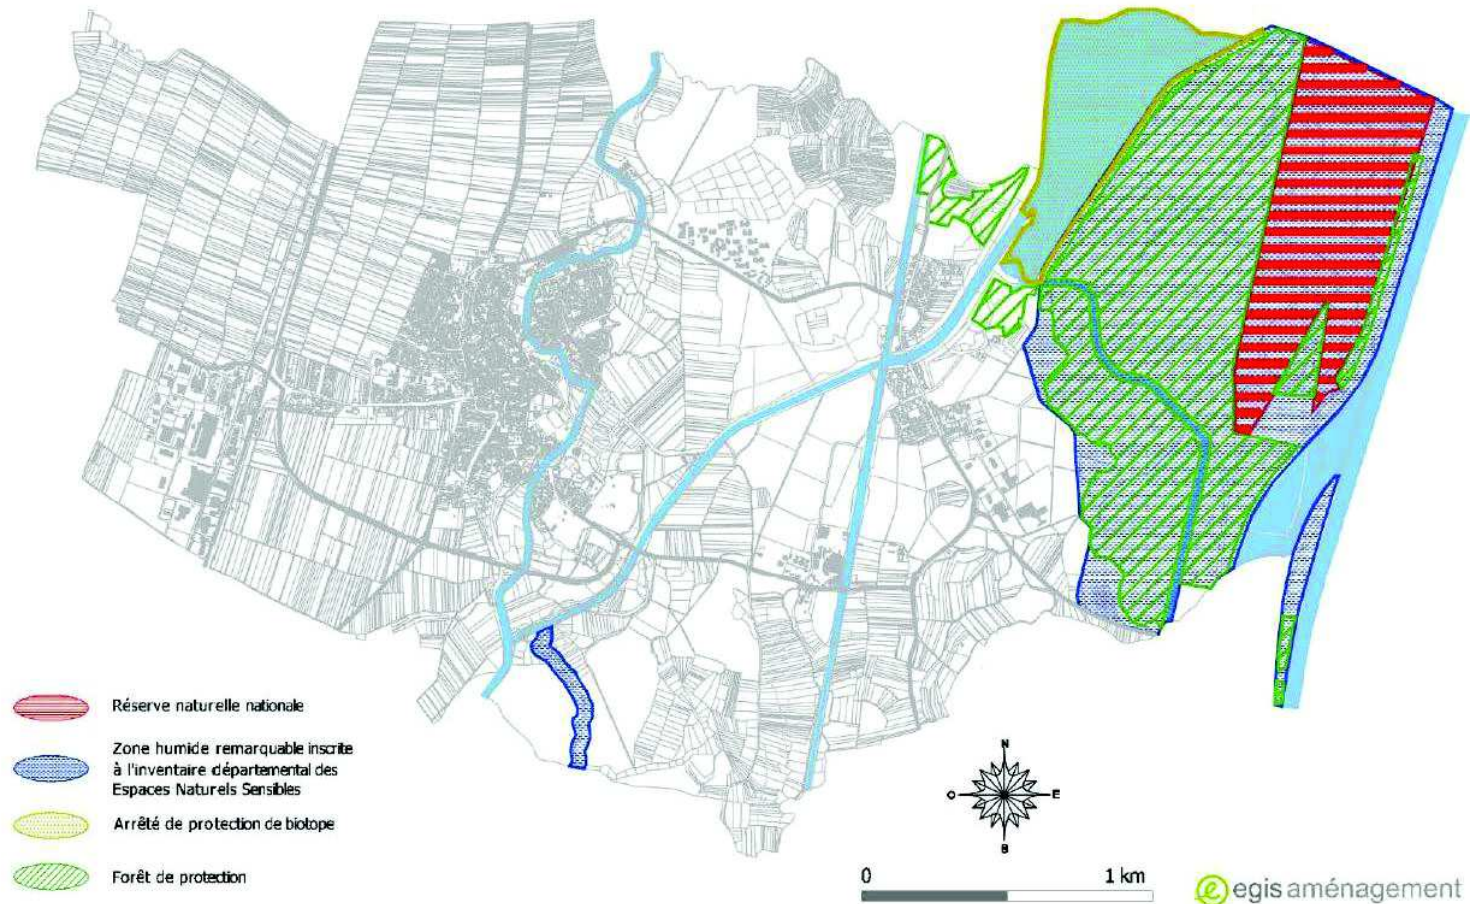 Réserve naturelle nationale
Zone humide remarquable inscrite
à l'inventaire départemental des
Espaces Naturels Sensibles
Arrêté de protection de biotope
Forêt de protection
N
O
E
S
0
1 km
egis aménagement